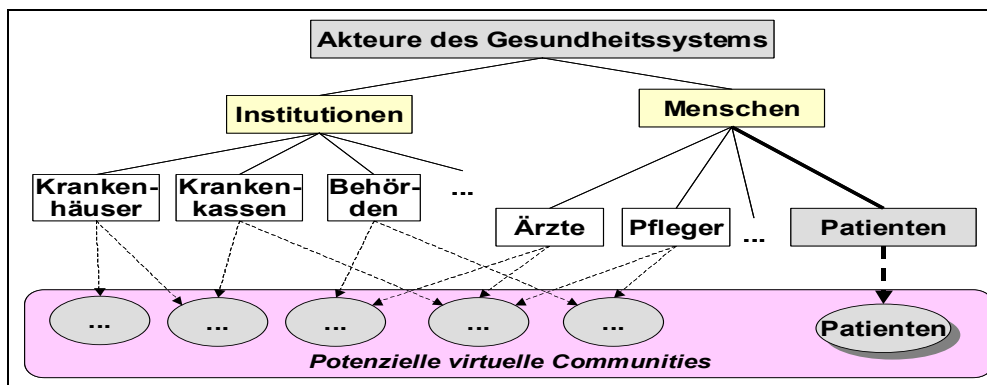 Akteure des Gesundheitssystems
Institutionen
Menschen
Kranken-
häuser
Kranken-
kassen
Behör-
den
...
Ärzte
Pfleger
...
Patienten
...
...
...
...
...
Patienten
Potenzielle virtuelle Communities